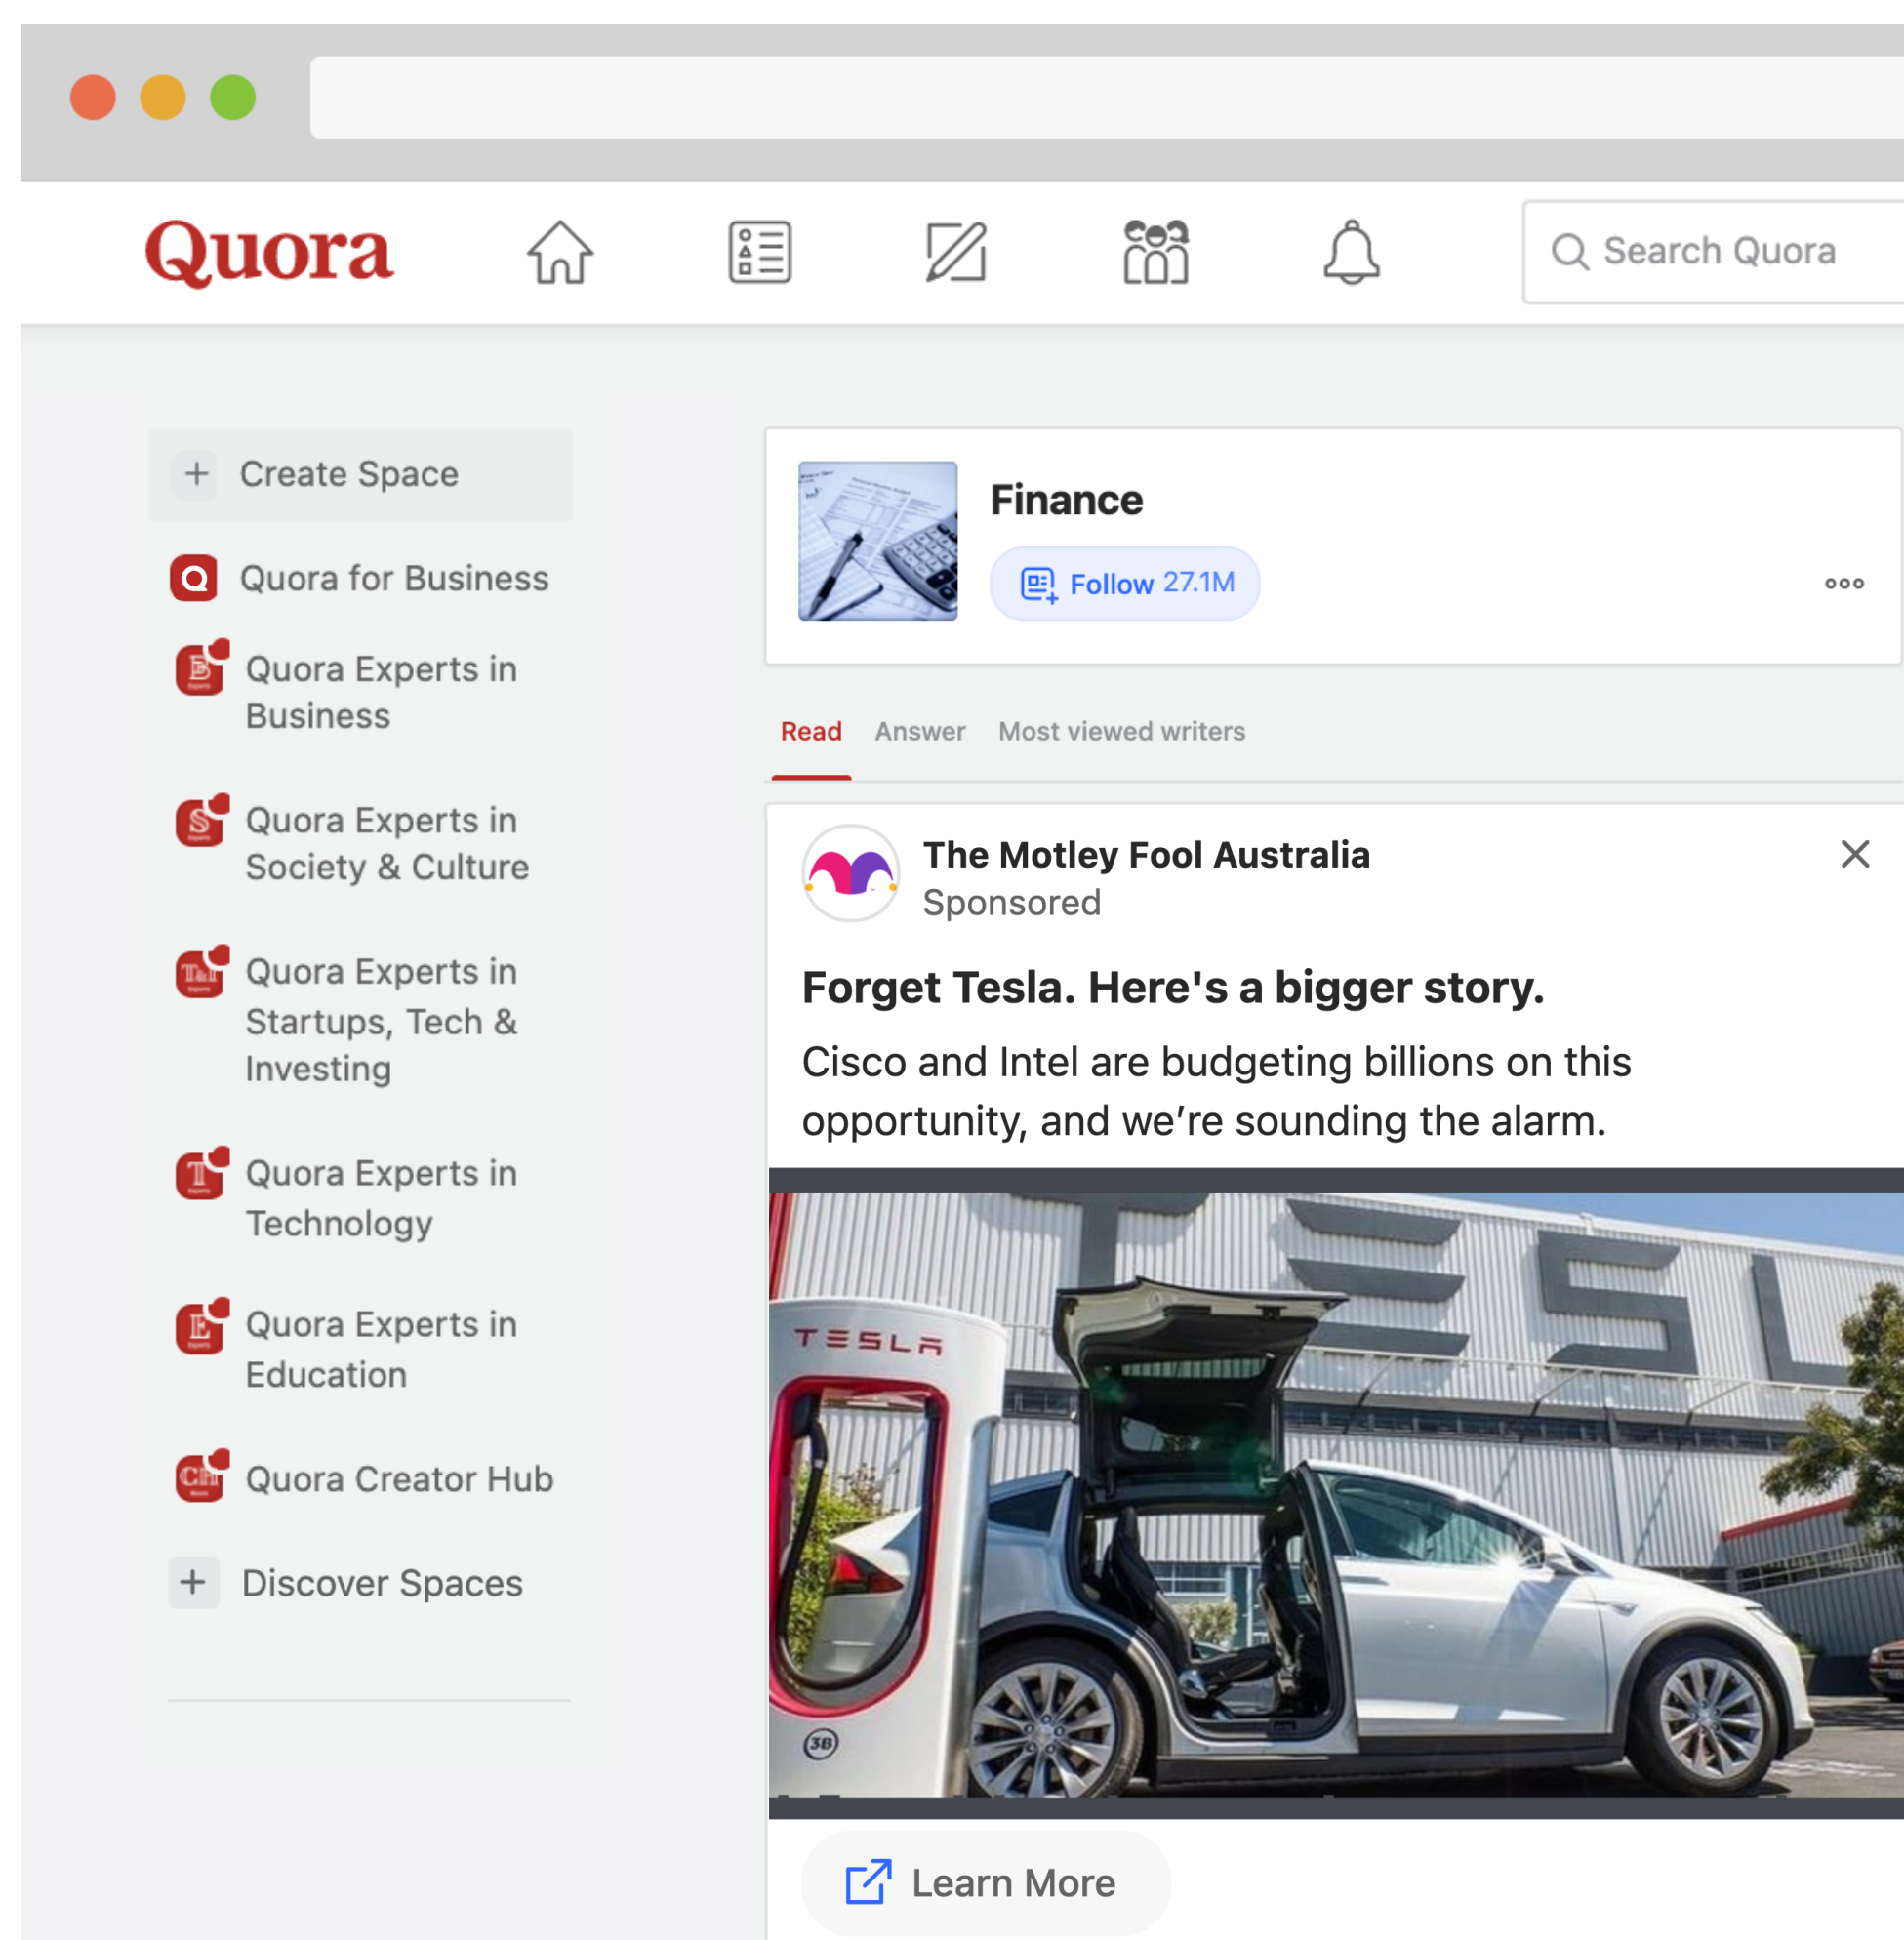 Quora
Search Quora
Create Space
Quora for Business
Quora Experts in
Business
Quora Experts in
Society & Culture
Quora Experts in
Startups, Tech &
Investing
Quora Experts in
Technology
Quora Experts in
Education
Quora Creator Hub
Discover Spaces
Finance
Follow 27.1M
Read Answer Most viewed writers
The Motley Fool Australia
Sponsored
Forget Tesla. Here's a bigger story.
Cisco and Intel are budgeting billions on this
opportunity, and we’re sounding the alarm.
TESL
TESLA
3B
Learn More